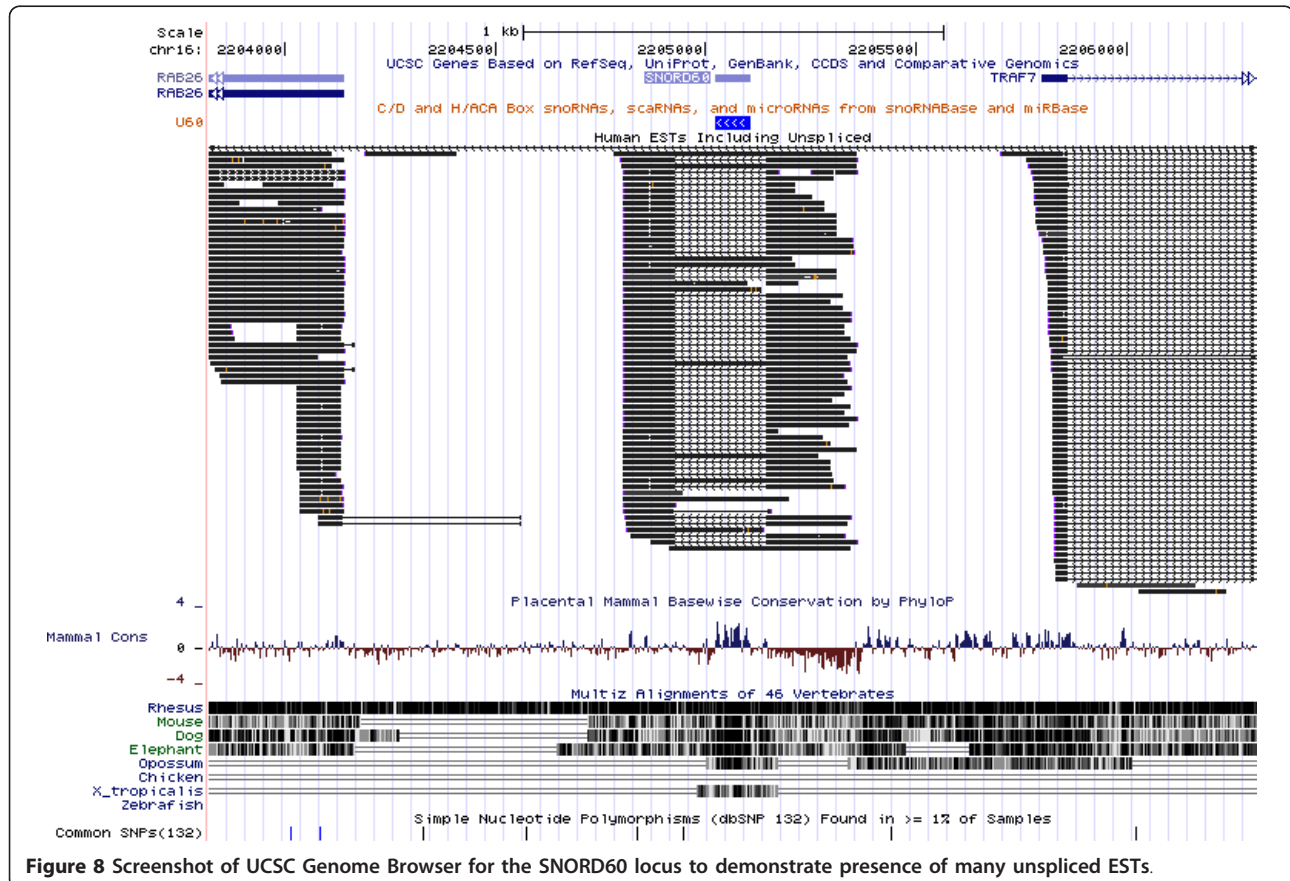 Scale 1 kb
chr16: 2204000 2204500 2205000 2205500 2206000
UCSC Genes Based on RefSeq, UniProt, GenBank, CCDS and Comparative Genomics
RAB26 SNORD60 TRAF7
RAB26
C/D and H/ACA Box snoRNAs, scaRNAs, and microRNAs from snoRNABase and miRBase
U60
Human ESTs Including Unspliced
Placental Mammal Basewise Conservation by PhyloP
4 _
Mammal Cons
0 _
-4 _
Multiz Alignments of 46 Vertebrates
Rhesus
Mouse
Dog
Elephant
Opossum
Chicken
X_tropicalis
Zebrafish
Simple Nucleotide Polymorphisms (dbSNP 132) Found in >= 1% of Samples
Common SNPs(132)
Figure 8 Screenshot of UCSC Genome Browser for the SNORD60 locus to demonstrate presence of many unspliced ESTs.